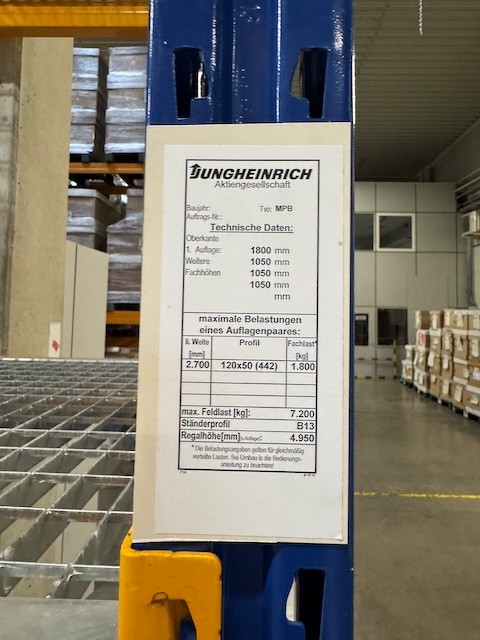 JUNGHEINRICH
Aktiengesellschaft
Baujahr: Typ: MPB
Auftrags-Nr.:
Technische Daten:
Oberkante
1. Auflage: 1800 mm
Weitere 1050 mm
Fachhöhen 1050 mm
1050 mm
mm
maximale Belastungen
eines Auflagenpaares:
li. Weite Profil Fachlast*
[mm] [kg]
2.700 120x50 (442) 1.800
max. Feldlast [kg]: 7.200
Ständerprofil B13
Regalhöhe[mm] 4.950
* Die Belastungsangaben gelten für gleichmäßig
verteilte Lasten. Bei Umbau is die Bedienungs-
anleitung zu beachten!